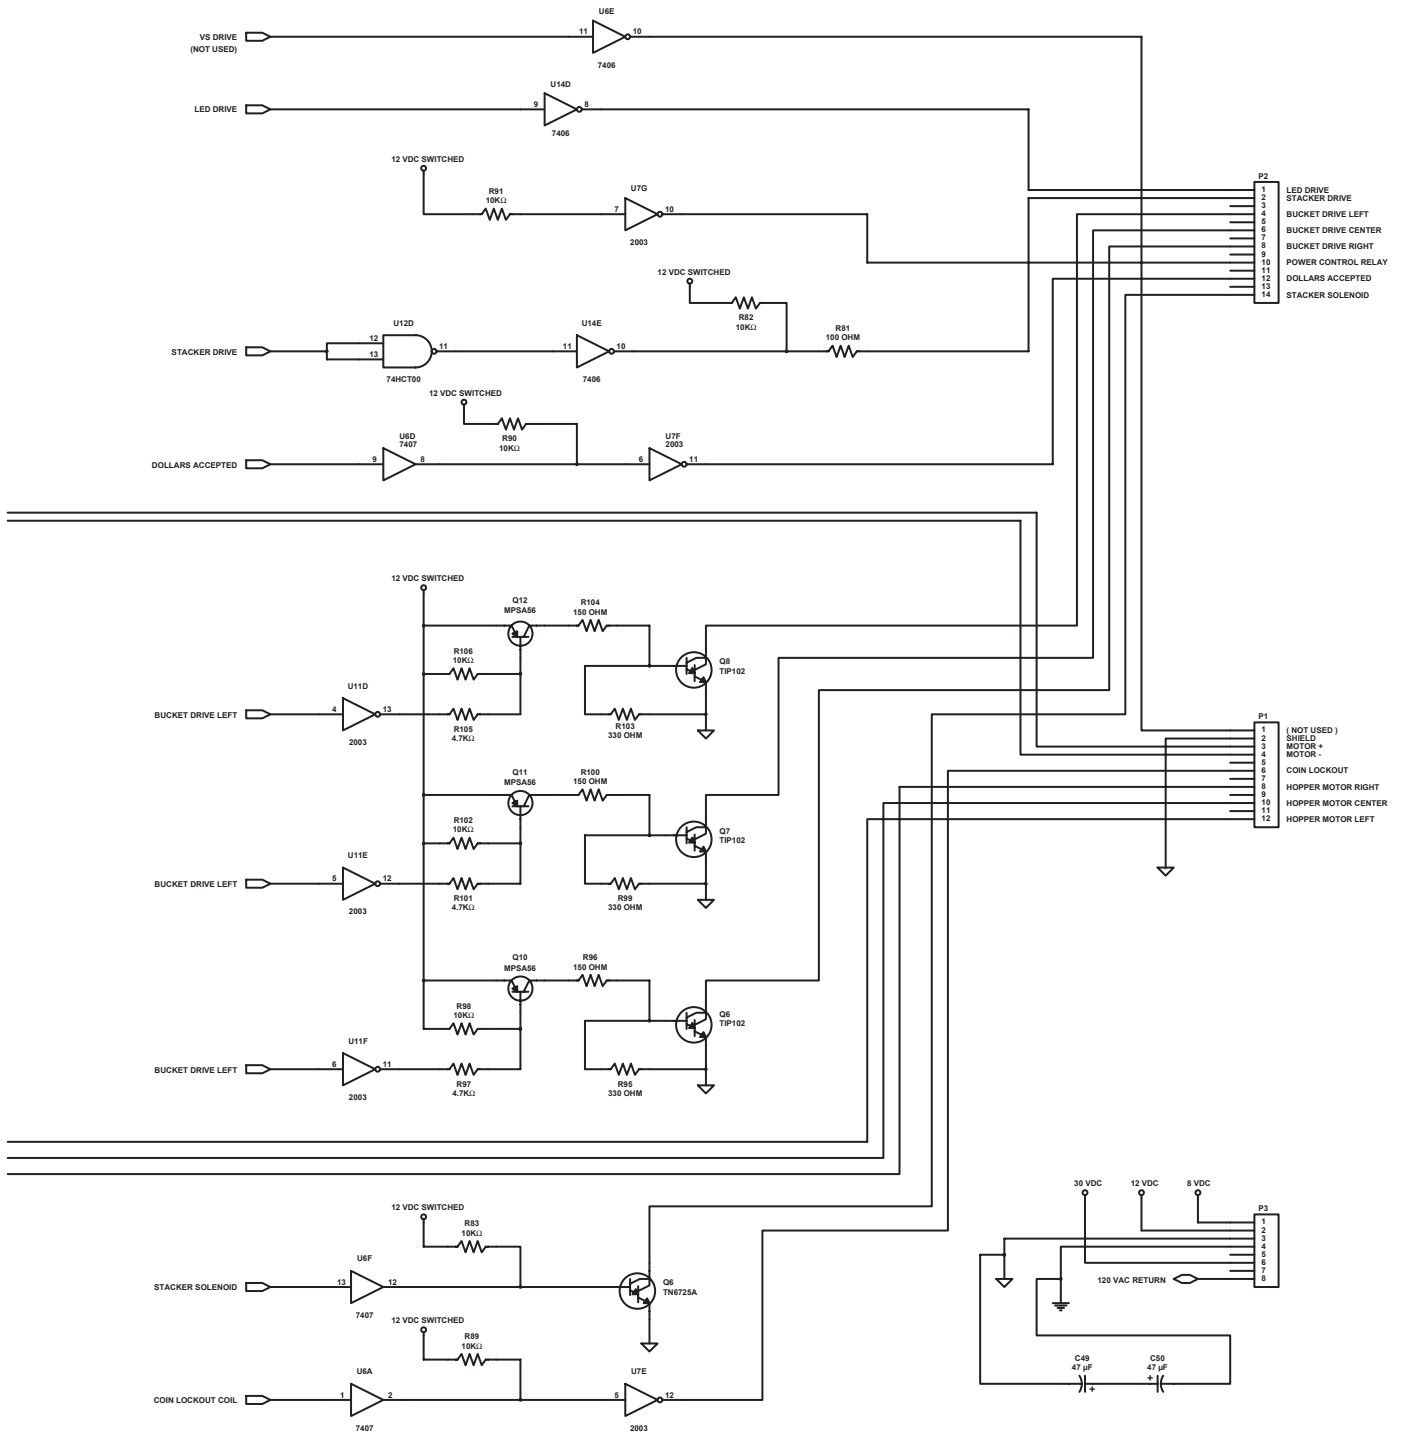 U6E
VS DRIVE
(NOT USED)
11
10
7406
U14D
LED DRIVE
9
8
7406
12 VDC SWITCHED
R91
10KΩ
U7G
7
10
2003
P2
1 LED DRIVE
2 STACKER DRIVE
3
4 BUCKET DRIVE LEFT
5
6 BUCKET DRIVE CENTER
7
8 BUCKET DRIVE RIGHT
9
10 POWER CONTROL RELAY
11
12 DOLLARS ACCEPTED
13
14 STACKER SOLENOID
12 VDC SWITCHED
R82
10KΩ
R81
100 OHM
U12D
STACKER DRIVE
12
13
11
74HCT00
U14E
11
10
7406
12 VDC SWITCHED
R90
10KΩ
U6D
7407
DOLLARS ACCEPTED
9
8
U7F
2003
6
11
12 VDC SWITCHED
Q12
MPSA56
R104
150 OHM
R106
10KΩ
Q8
TIP102
U11D
BUCKET DRIVE LEFT
4
13
2003
R105
4.7KΩ
R103
330 OHM
Q11
MPSA56
R100
150 OHM
R102
10KΩ
Q7
TIP102
U11E
BUCKET DRIVE LEFT
5
12
2003
R101
4.7KΩ
R99
330 OHM
Q10
MPSA56
R96
150 OHM
R98
10KΩ
Q6
TIP102
U11F
BUCKET DRIVE LEFT
6
11
2003
R97
4.7KΩ
R95
330 OHM
P1
1 ( NOT USED )
2 SHIELD
3 MOTOR +
4 MOTOR -
5
6 COIN LOCKOUT
7
8 HOPPER MOTOR RIGHT
9
10 HOPPER MOTOR CENTER
11
12 HOPPER MOTOR LEFT
12 VDC SWITCHED
R83
10KΩ
U6F
STACKER SOLENOID
13
12
7407
Q6
TN6725A
12 VDC SWITCHED
R89
10KΩ
U6A
COIN LOCKOUT COIL
1
2
7407
U7E
5
12
2003
30 VDC
12 VDC
8 VDC
P3
1
2
3
4
5
6
7
8
120 VAC RETURN
C49
47 µF
+
C50
47 µF
+